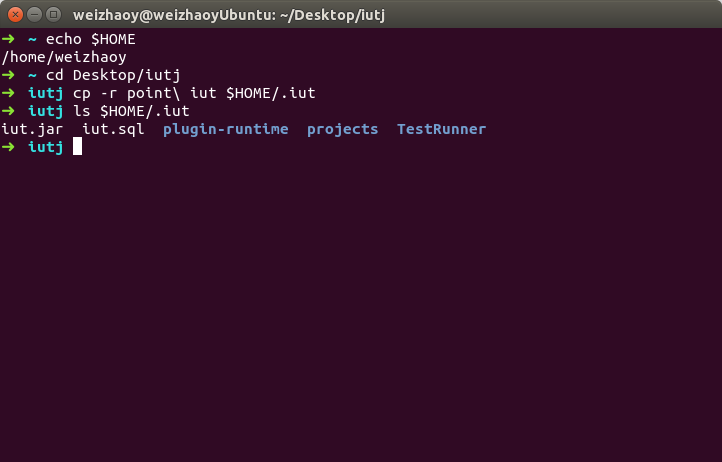 weizhaoy@weizhaoyUbuntu: ~/Desktop/iutj
➜ ~ echo $HOME
/home/weizhaoy
➜ ~ cd Desktop/iutj
➜ iutj cp -r point\ iut $HOME/.iut
➜ iutj ls $HOME/.iut
iut.jar iut.sql plugin-runtime projects TestRunner
➜ iutj